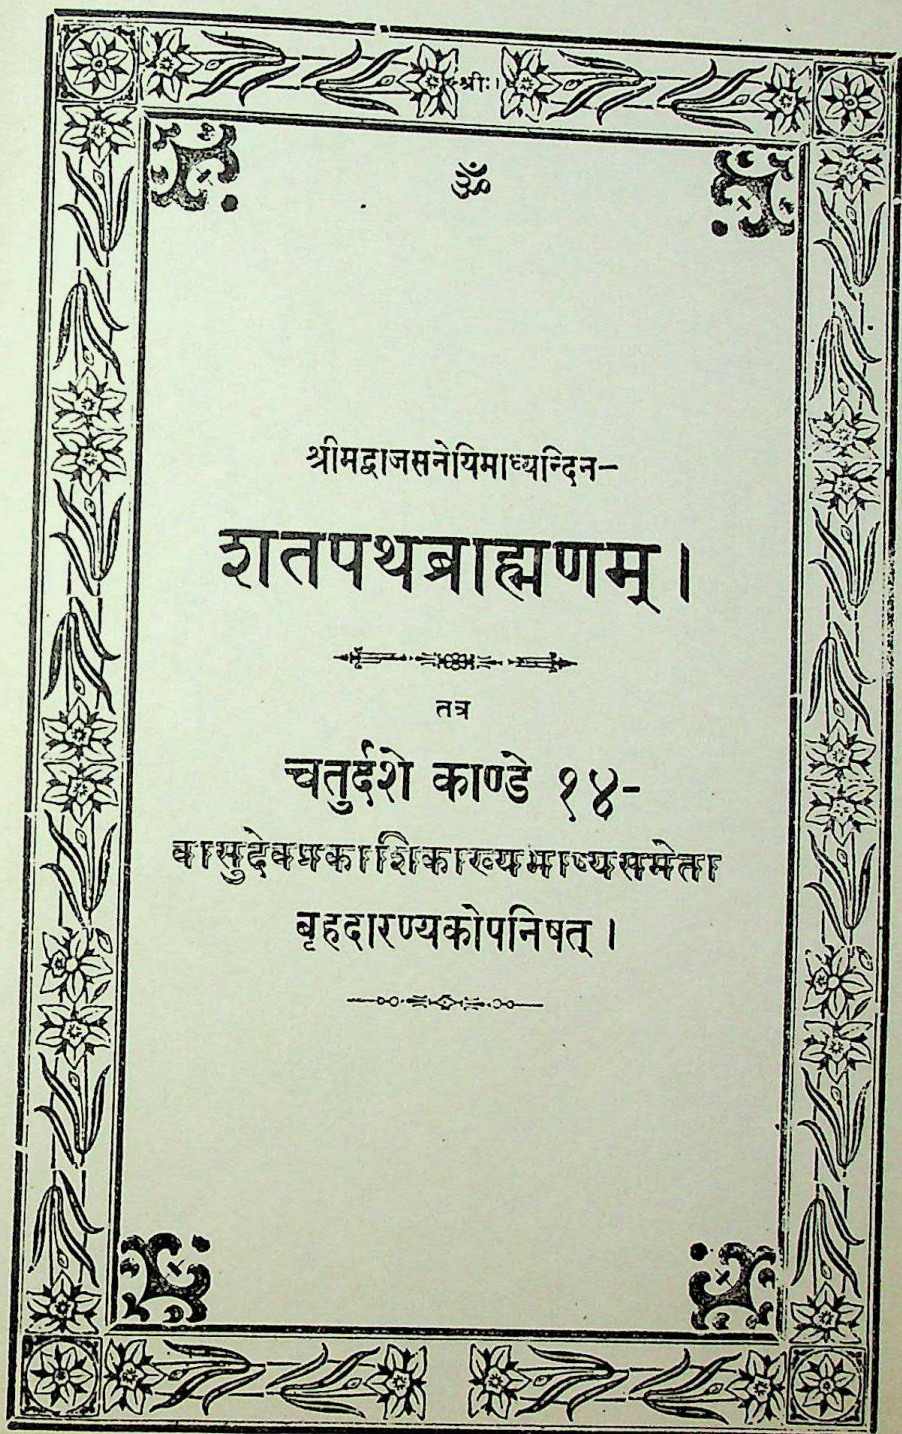 श्रीः।
ॐ
श्रीमद्वाजसनेयिमाध्यन्दिन–
शतपथब्राह्मणम्।
तत्र
चतुर्दशे काण्डे १४-
वासुदेवप्रकाशिकाख्यभाष्यसमेता
बृहदारण्यकोपनिषत्।